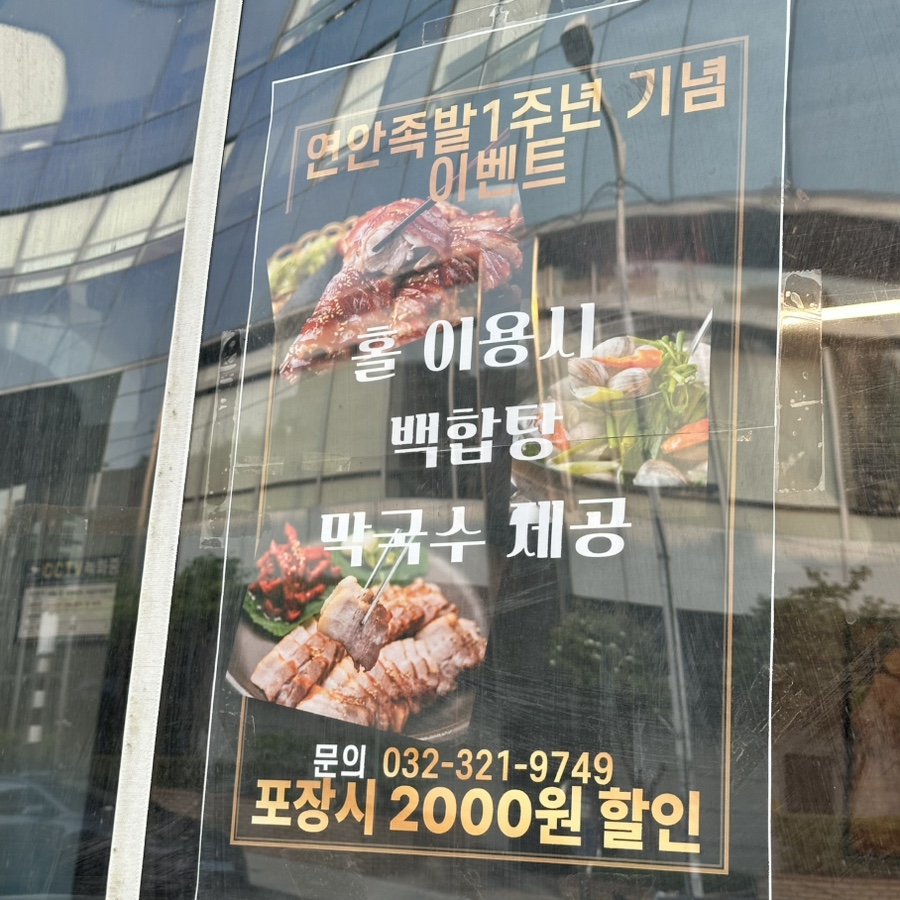 연안족발1주년 기념
이벤트
홀 이용시
백합탕
막국수 제공
문의 032-321-9749
포장시 2000원 할인